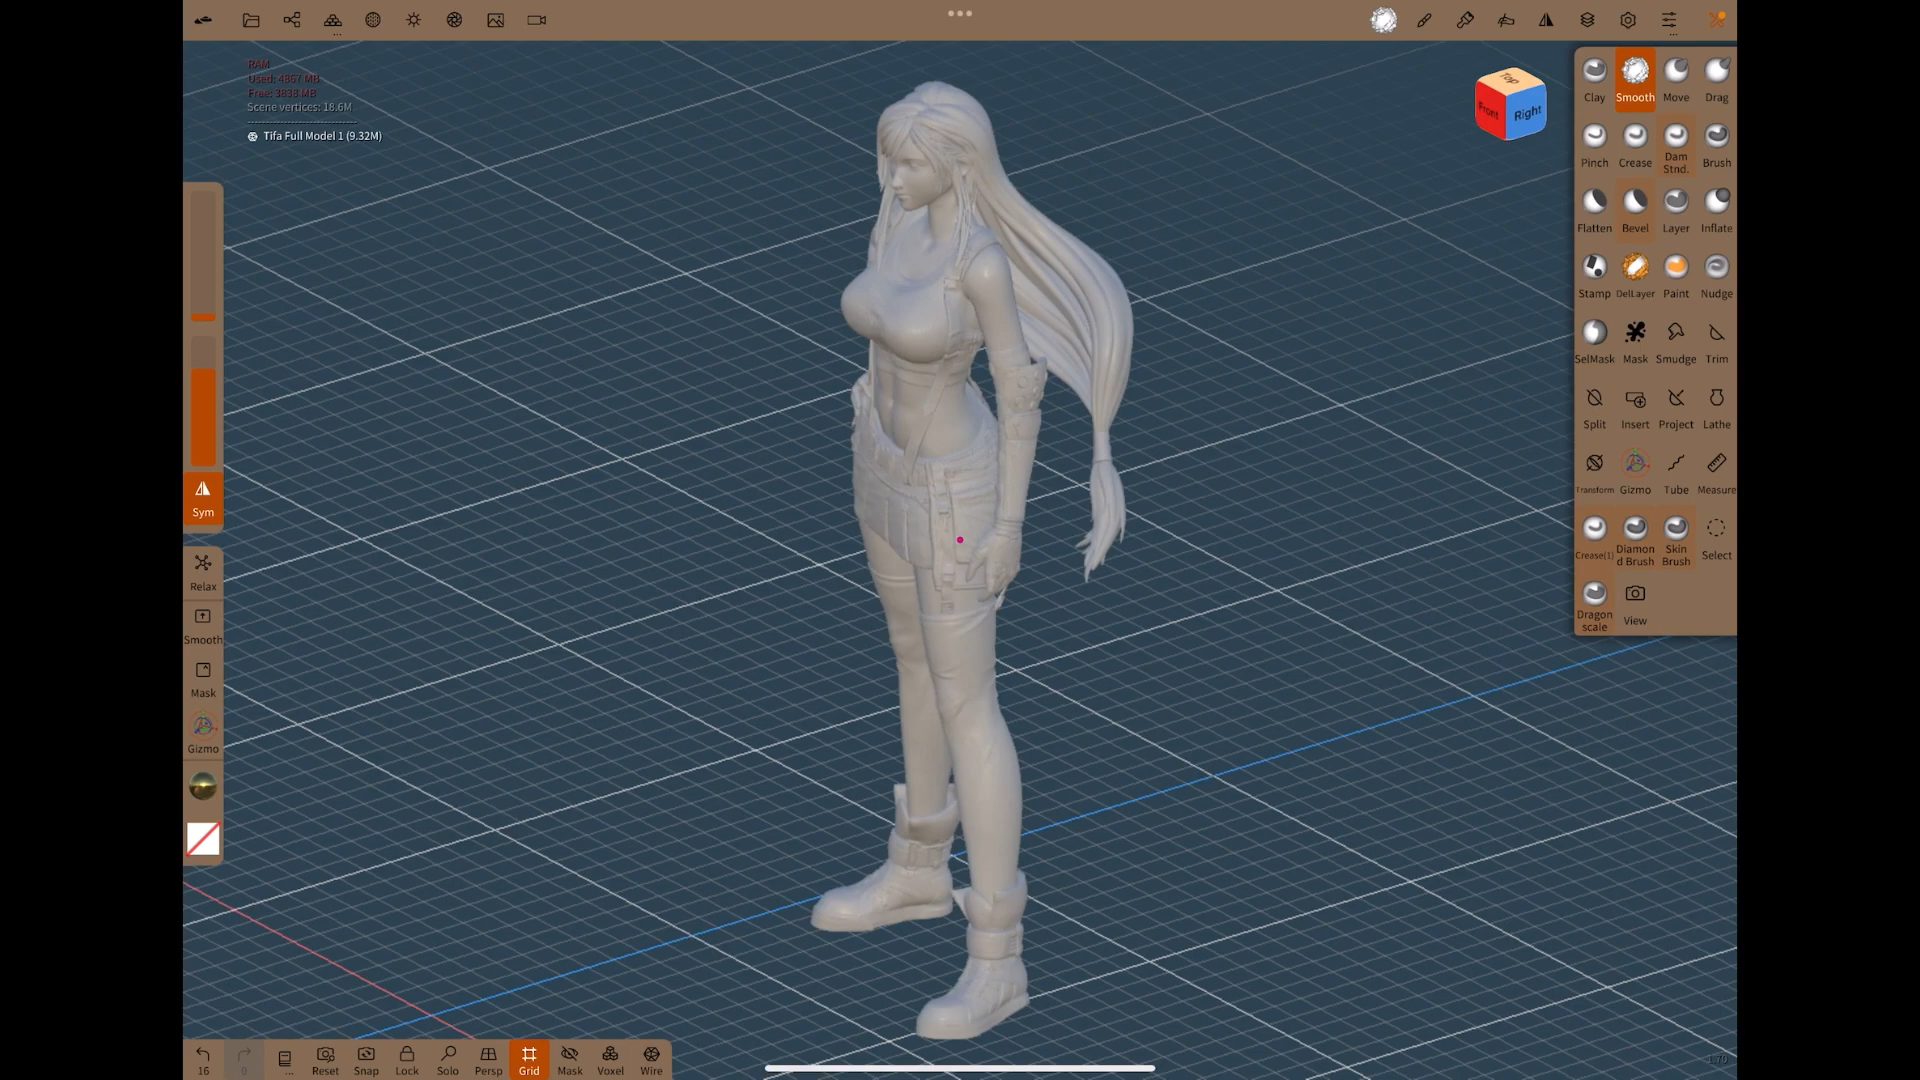 RAM
Used: 4867 MB
Free: 3838 MB
Scene vertices: 18.6M
Tifa Full Model 1 (9.32M)
Top
Front Right
Clay Smooth Move Drag
Pinch Crease Dam Stnd. Brush
Flatten Bevel Layer Inflate
Stamp DelLayer Paint Nudge
SelMask Mask Smudge Trim
Split Insert Project Lathe
Transform Gizmo Tube Measure
Crease(1) Diamon d Brush Skin Brush Select
Dragon scale View
Sym
Relax
Smooth
Mask
Gizmo
16 0 ... Reset Snap Lock Solo Persp Grid Mask Voxel Wire
1.70